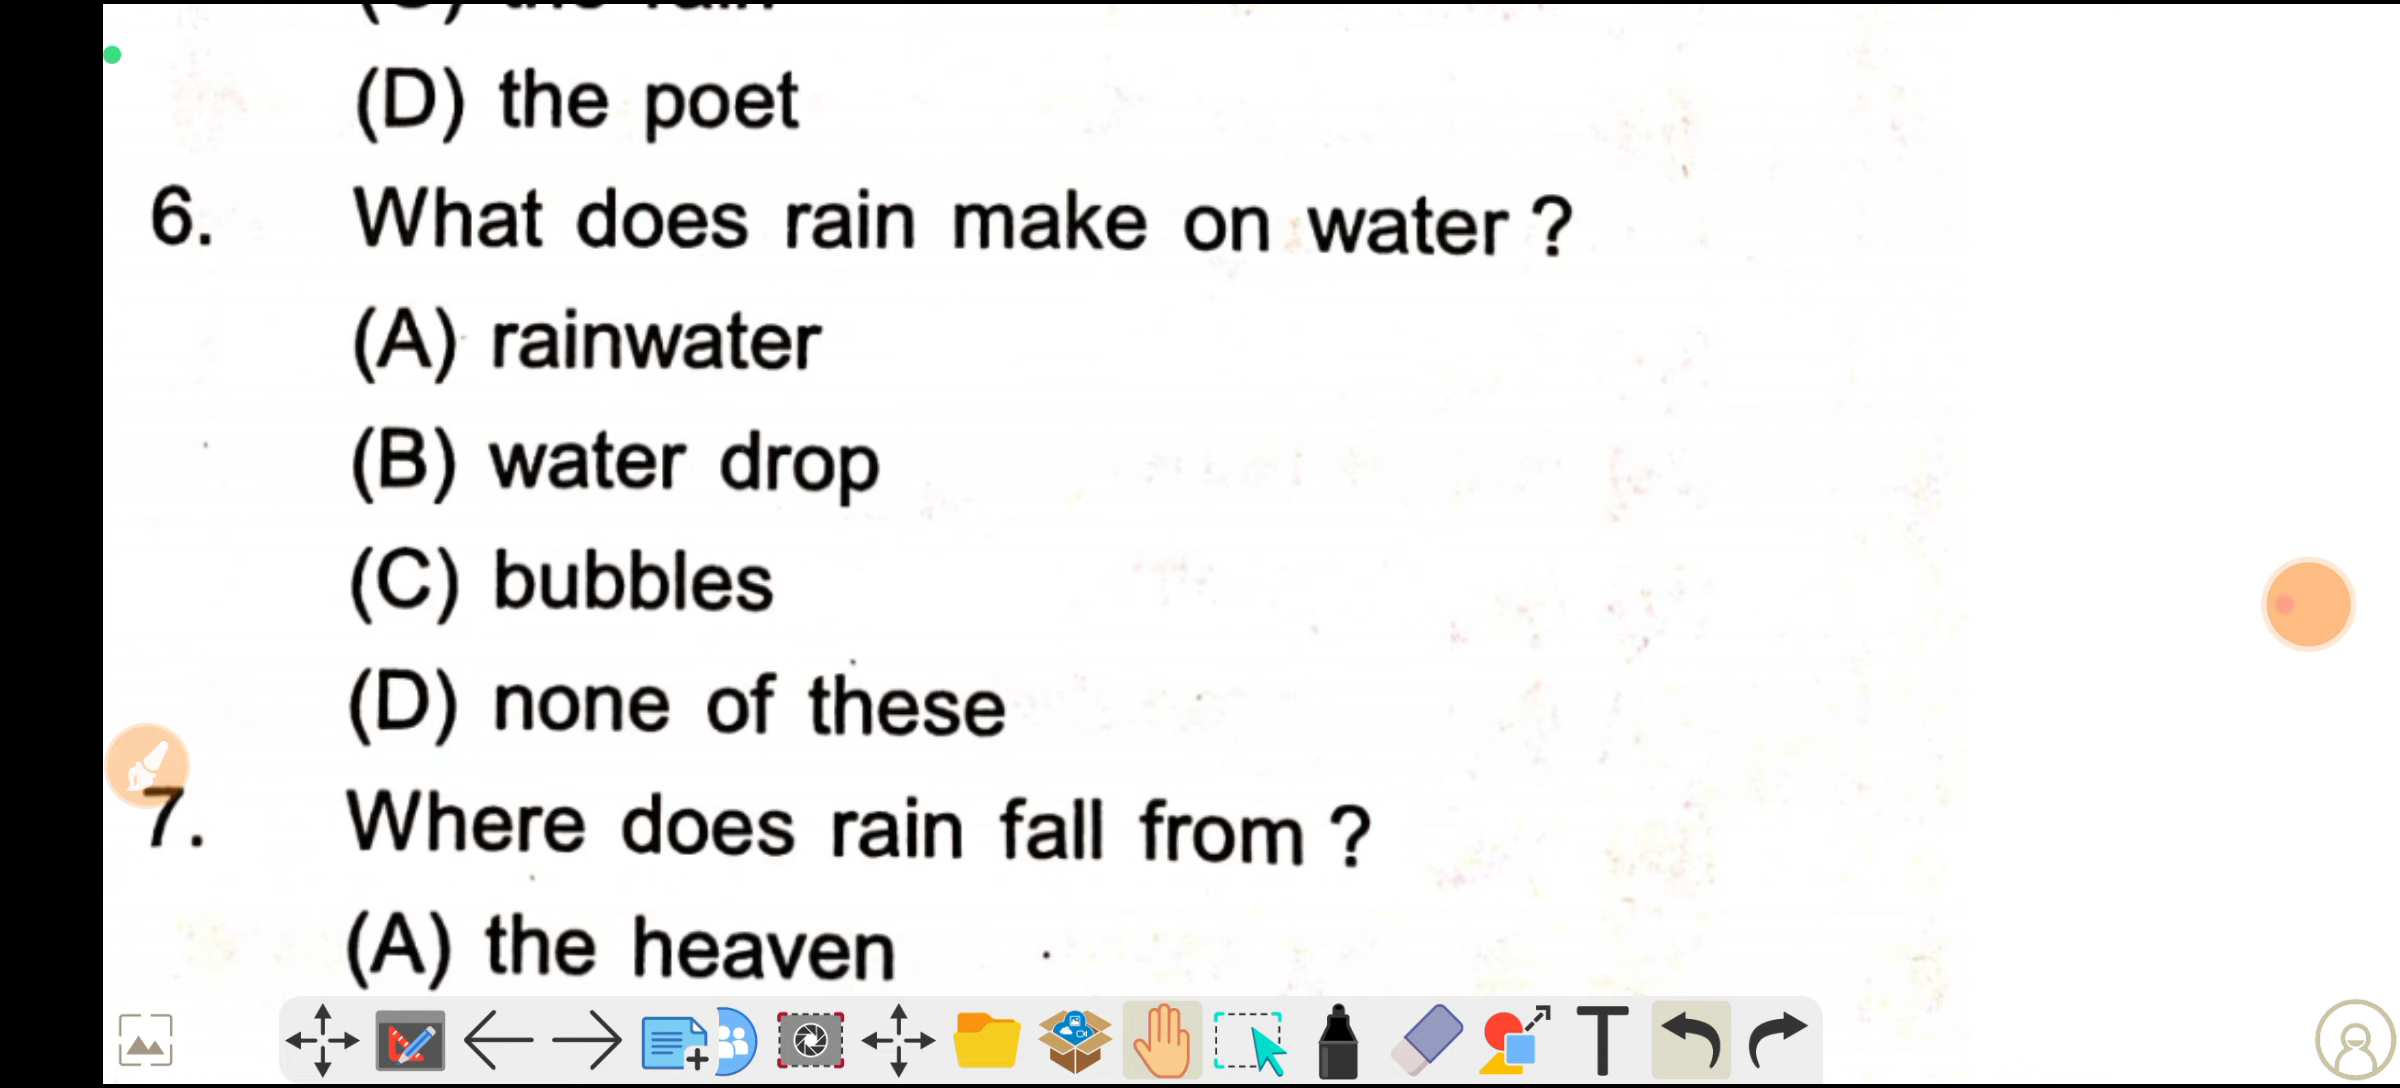 (D) the poet
6. What does rain make on water ?
(A) rainwater
(B) water drop
(C) bubbles
(D) none of these
7. Where does rain fall from ?
(A) the heaven